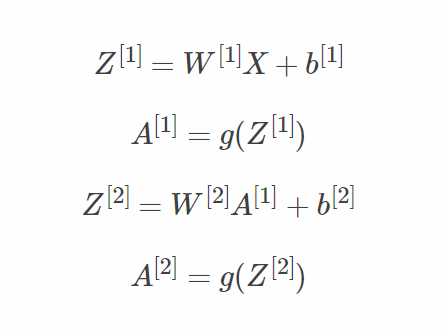 Z^{[1]} = W^{[1]}X + b^{[1]}
A^{[1]} = g(Z^{[1]})
Z^{[2]} = W^{[2]}A^{[1]} + b^{[2]}
A^{[2]} = g(Z^{[2]})